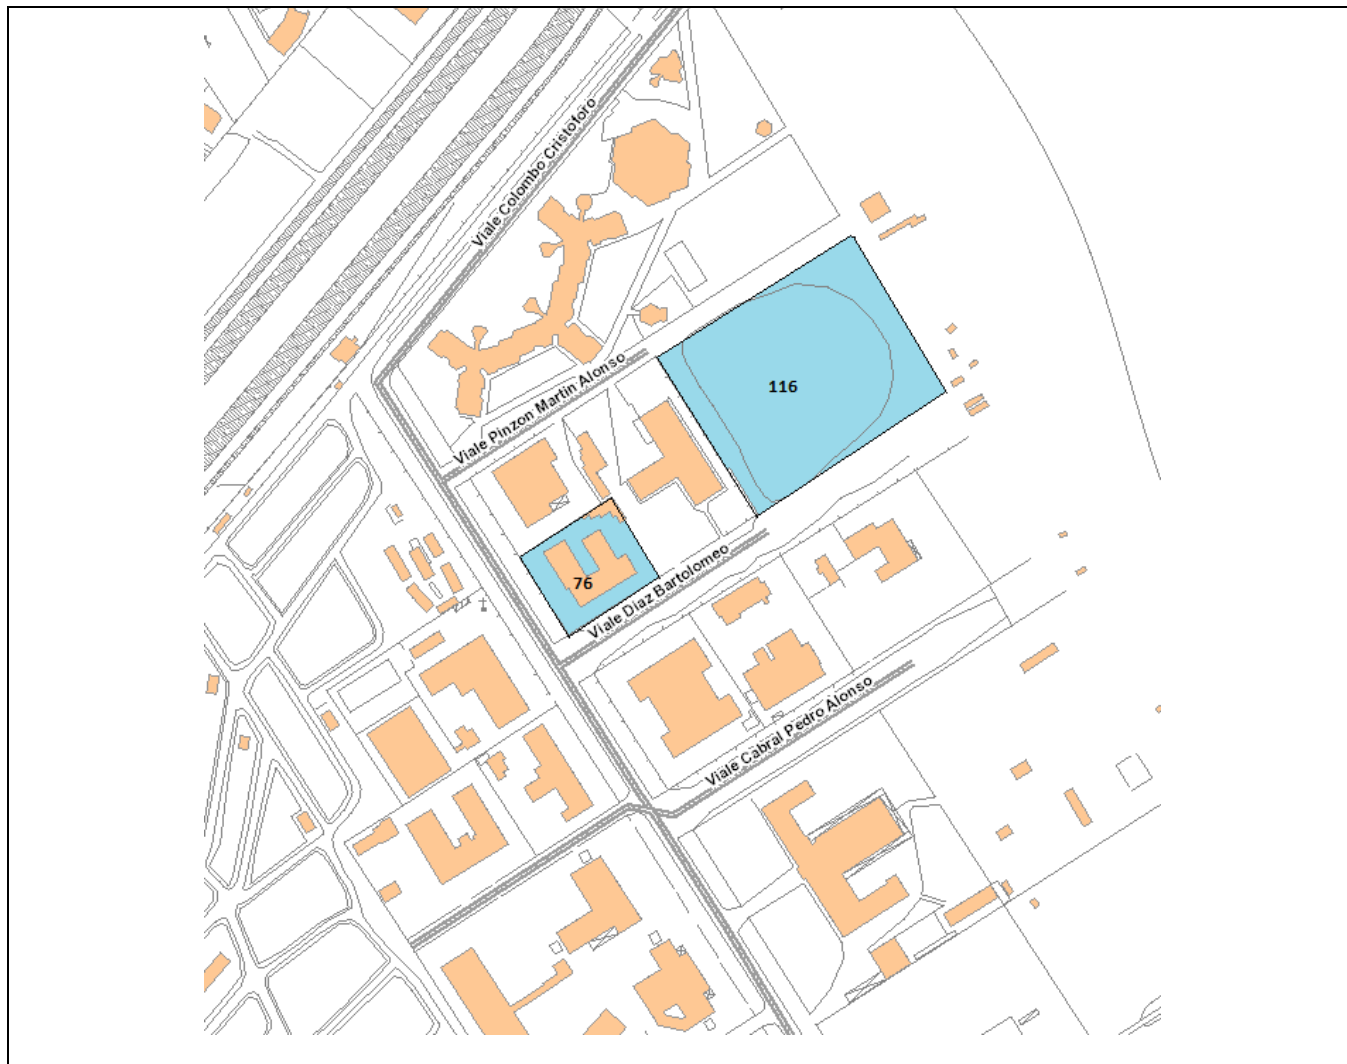 Viale Colombo Cristoforo
Viale Pinzon Martin Alonso
116
76
Viale Diaz Bartolomeo
Viale Cabral Pedro Alonso